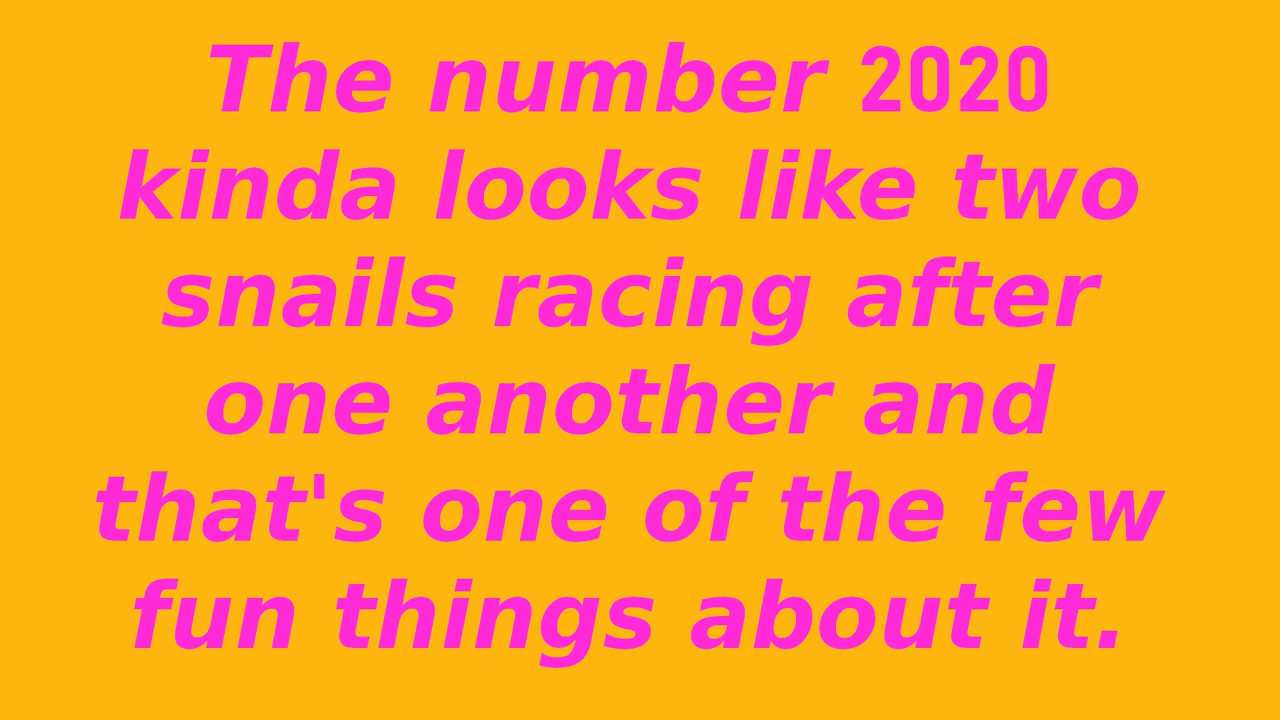 The number 2020
kinda looks like two
snails racing after
one another and
that's one of the few
fun things about it.